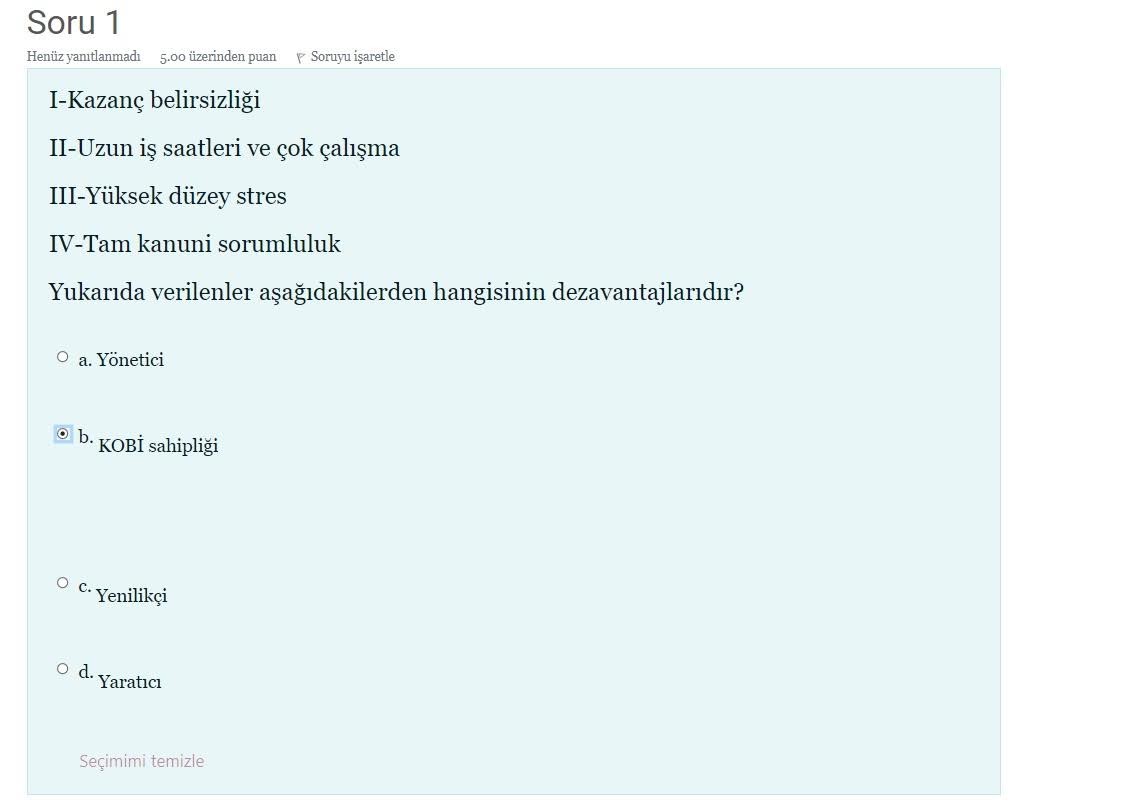 Soru 1
Henüz yanıtlanmadı 5.00 üzerinden puan Soruyu işaretle
I-Kazanç belirsizliği
II-Uzun iş saatleri ve çok çalışma
III-Yüksek düzey stres
IV-Tam kanuni sorumluluk
Yukarıda verilenler aşağıdakilerden hangisinin dezavantajlarıdır?
a. Yönetici
b. KOBİ sahipliği
c. Yenilikçi
d. Yaratıcı
Seçimimi temizle